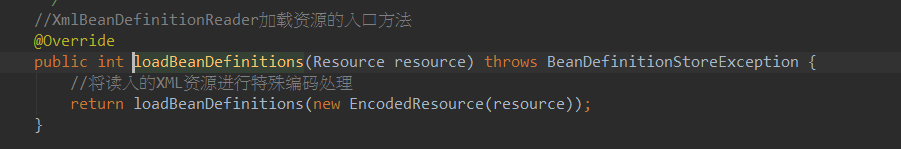 //XmlBeanDefinitionReader加载资源的入口方法
@Override
public int loadBeanDefinitions(Resource resource) throws BeanDefinitionStoreException {
//将读入的XML资源进行特殊编码处理
return loadBeanDefinitions(new EncodedResource(resource));
}